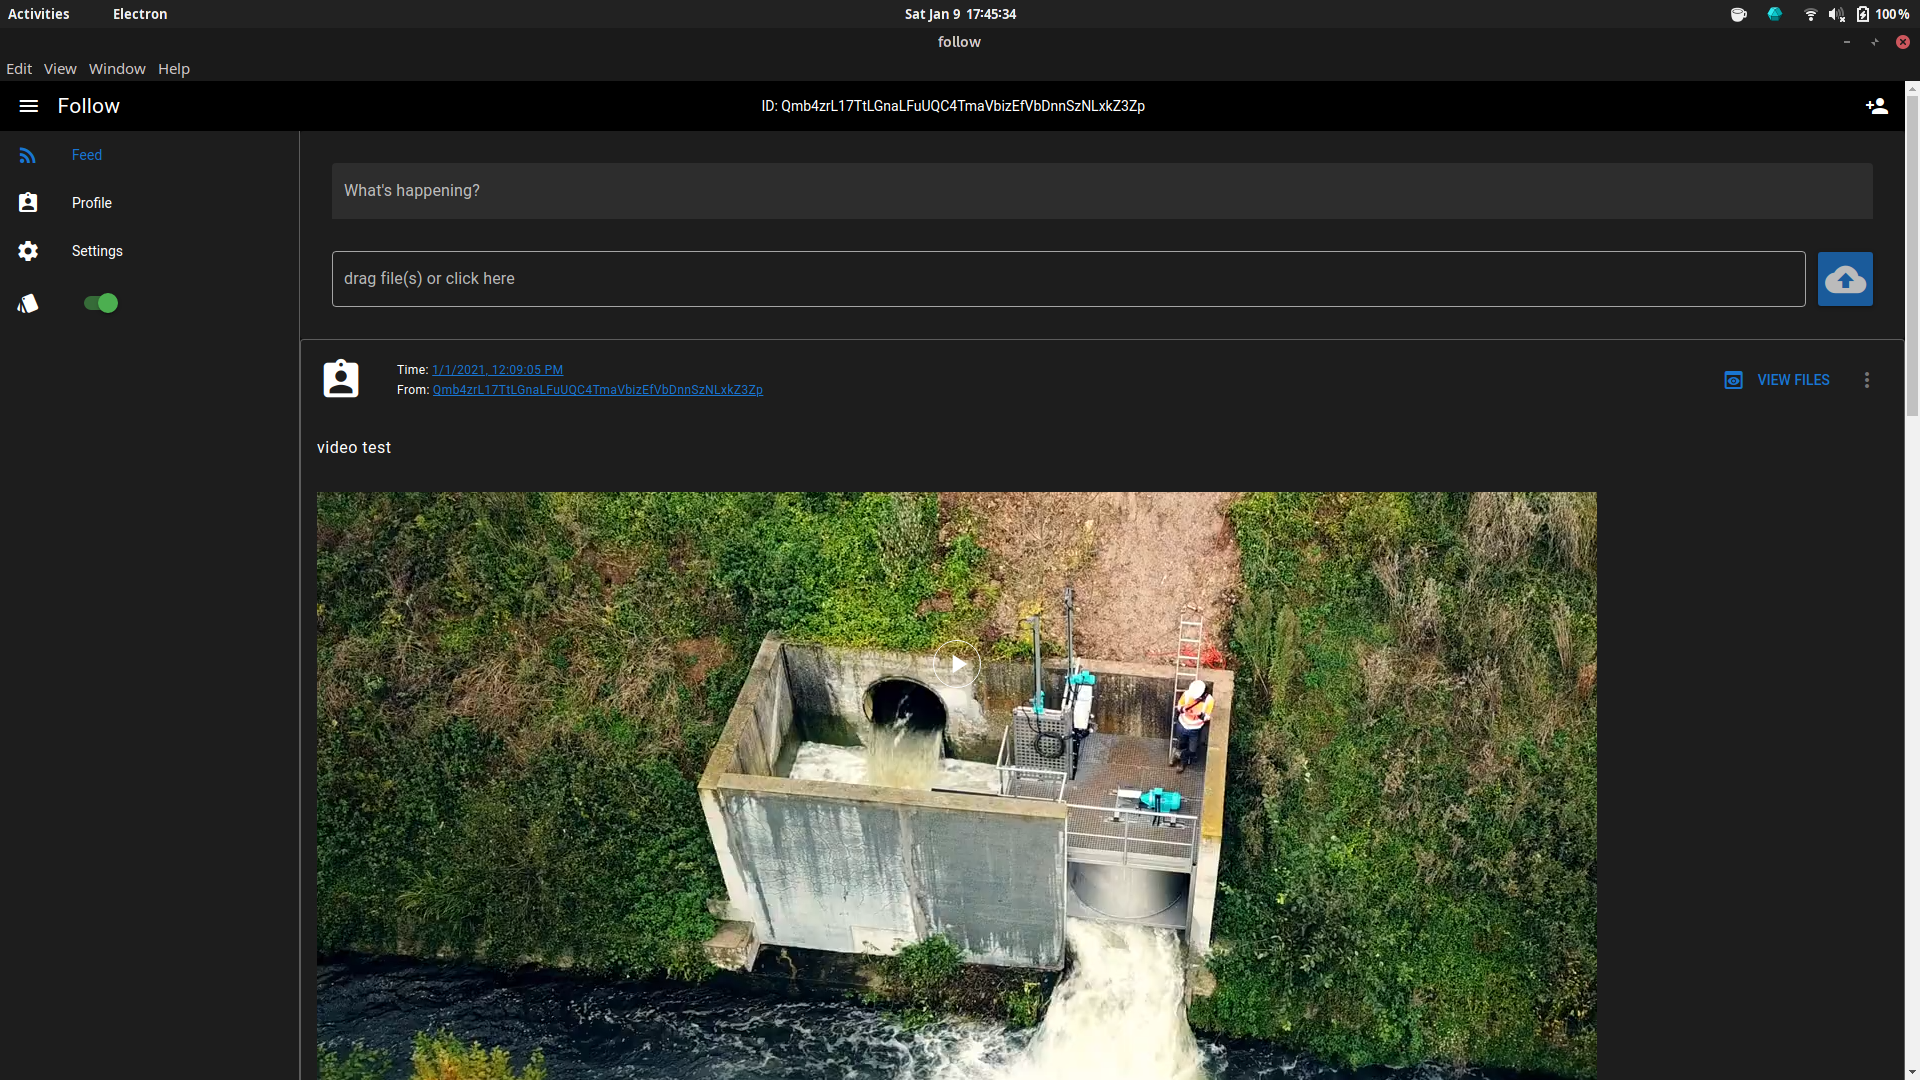 Activities Electron Sat Jan 9 17:45:34 100%
follow
Edit View Window Help
Follow ID: Qmb4zrL17TtLGnaLFuUQC4TmaVbizEfVbDnnSzNLxkZ3Zp
Feed
Profile
Settings
What's happening?
drag file(s) or click here
Time: 1/1/2021, 12:09:05 PM
From: Qmb4zrL17TtLGnaLFuUQC4TmaVbizEfVbDnnSzNLxkZ3Zp
VIEW FILES
video test